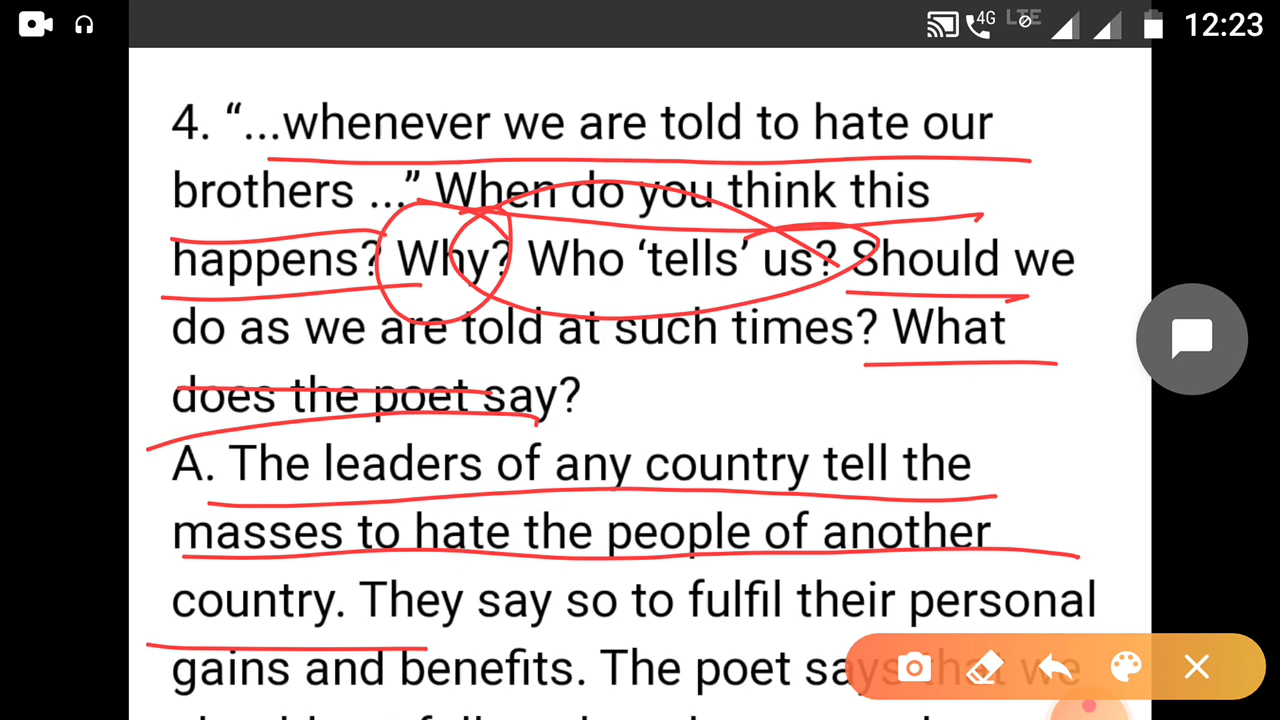 4G LTE 12:23
4. “...whenever we are told to hate our
brothers ...” When do you think this
happens? Why? Who ‘tells’ us? Should we
do as we are told at such times? What
does the poet say?
A. The leaders of any country tell the
masses to hate the people of another
country. They say so to fulfil their personal
gains and benefits. The poet says that we